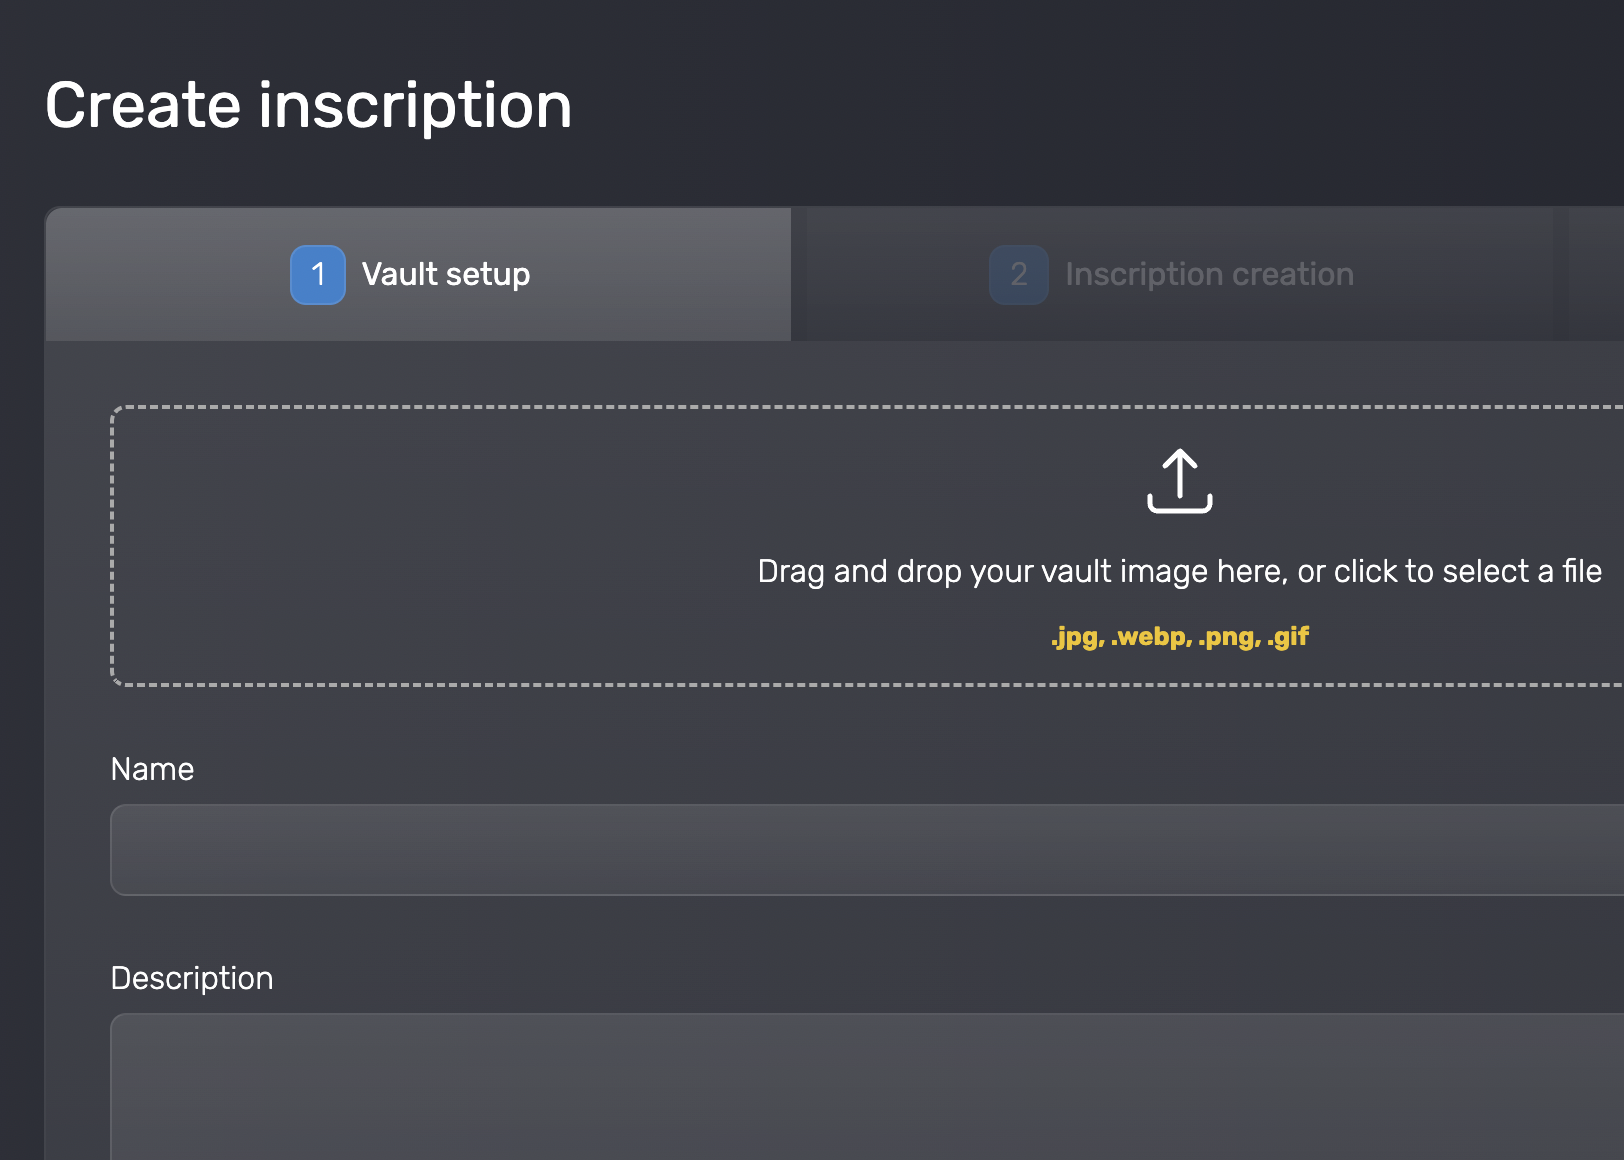 Create inscription
1 Vault setup
2 Inscription creation
Drag and drop your vault image here, or click to select a file
.jpg, .webp, .png, .gif
Name
Description